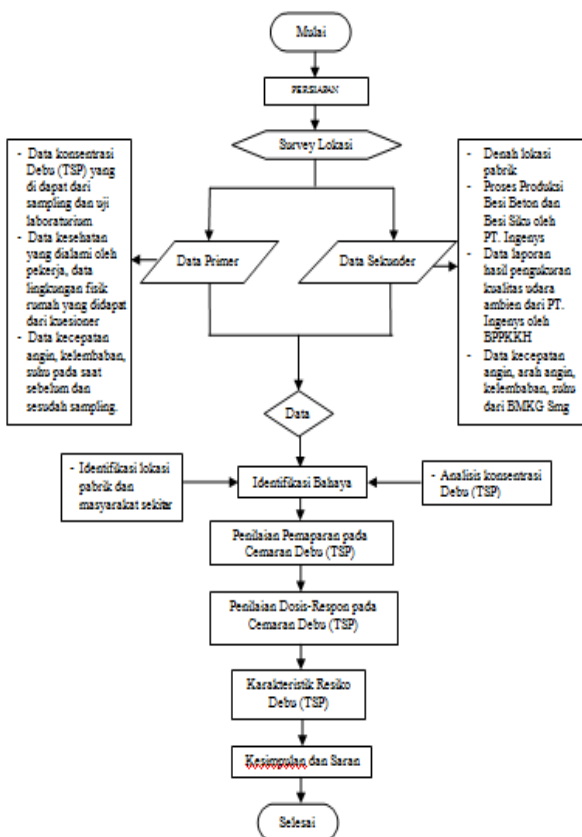 Mulai
PERSIAPAN
Survey Lokasi
- Data konsentrasi
Debu (TSP) yang
di dapat dari
sampling dan uji
laboraturium
- Data kesehatan
yang dialami oleh
pekerja, data
lingkungan fisik
rumah yang didapat
dari kuesioner
- Data kecepatan
angin, kelembaban,
suhu pada saat
sebelum dan
sesudah sampling.
Data Primer
Data Sekunder
- Denah lokasi
pabrik
- Proses Produksi
Besi Beton dan
Besi Siku oleh
PT. Ingenys
- Data laporan
hasil pengukuran
kualitas udara
ambien dari PT.
Ingenys oleh
BPPKKH
- Data kecepatan
angin, arah angin,
kelembaban, suhu
dari BMKG Smg
Data
- Identifikasi lokasi
pabrik dan
masyarakat sekitar
Identifikasi Bahaya
- Analisis konsentrasi
Debu (TSP)
Penilaian Pemaparan pada
Cemaran Debu (TSP)
Penilaian Dosis-Respon pada
Cemaran Debu (TSP)
Karakteristik Resiko
Debu (TSP)
Kesimpulan dan Saran
Selesai